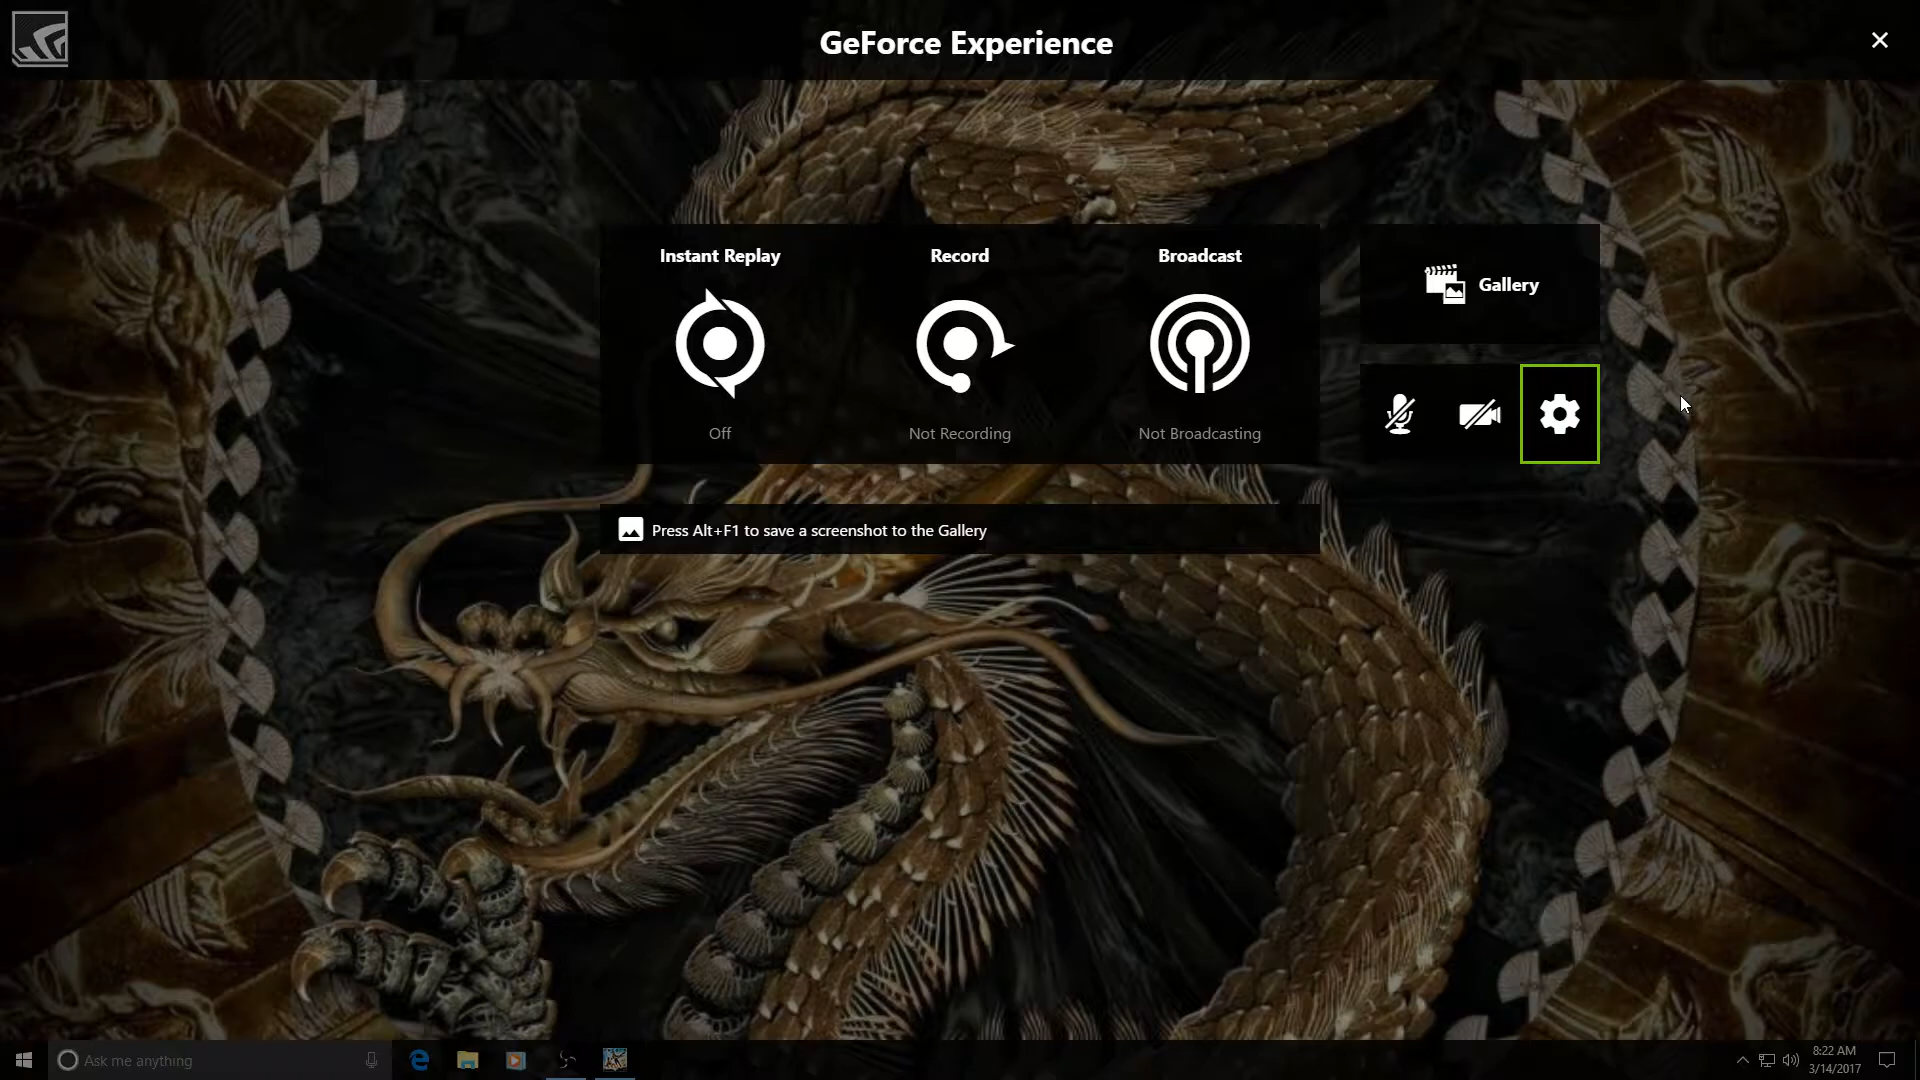 GeForce Experience
Instant Replay
Record
Broadcast
Gallery
Off
Not Recording
Not Broadcasting
Press Alt+F1 to save a screenshot to the Gallery
Ask me anything
8:22 AM
3/14/2017